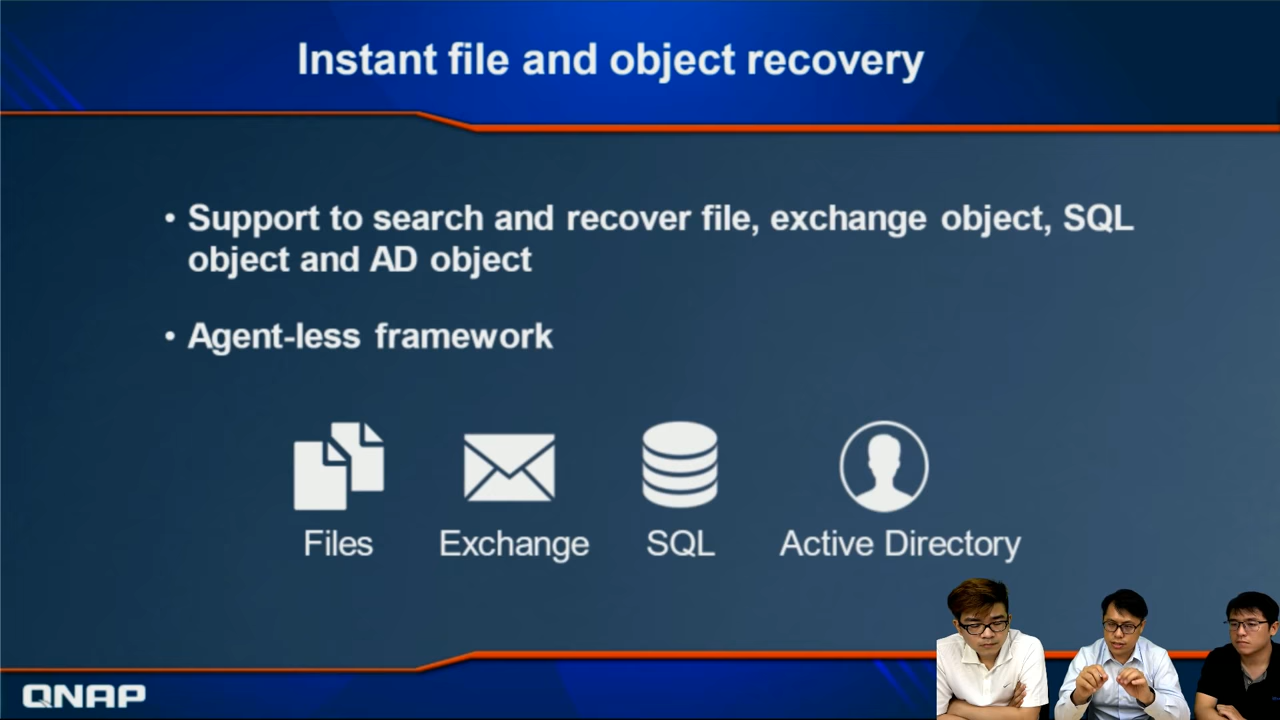 Instant file and object recovery
• Support to search and recover file, exchange object, SQL
object and AD object
• Agent-less framework
Files
Exchange
SQL
Active Directory
QNAP